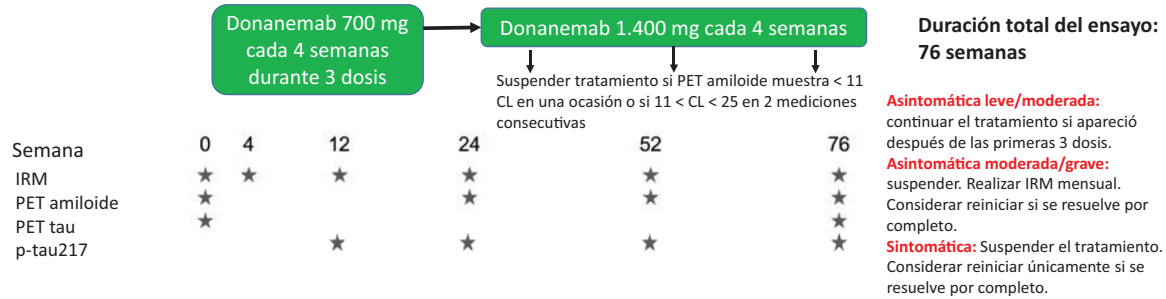 Donanemab 700 mg
cada 4 semanas
durante 3 dosis
Donanemab 1.400 mg cada 4 semanas
Suspender tratamiento si PET amiloide muestra < 11
CL en una ocasión o si 11 < CL < 25 en 2 mediciones
consecutivas
Duración total del ensayo:
76 semanas
Asintomática leve/moderada:
continuar el tratamiento si apareció
después de las primeras 3 dosis.
Asintomática moderada/grave:
suspender. Realizar IRM mensual.
Considerar reiniciar si se resuelve por
completo.
Sintomática: Suspender el tratamiento.
Considerar reiniciar únicamente si se
resuelve por completo.
Semana 0 4 12 24 52 76
IRM
PET amiloide
PET tau
p-tau217